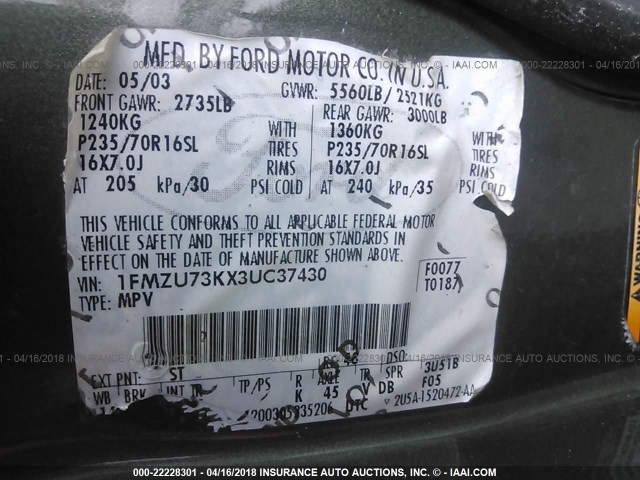 MFD. BY FORD MOTOR CO. IN U.S.A.
DATE: 05/03 GVWR: 5560LB/2521KG
FRONT GAWR: 2735LB REAR GAWR: 3000LB
1240KG WITH 1360KG WITH
P235/70R16SL TIRES P235/70R16SL TIRES
16X7.0J RIMS 16X7.0J RIMS
AT 205 kPa/30 PSI COLD AT 240 kPa/35 PSI COLD
THIS VEHICLE CONFORMS TO ALL APPLICABLE FEDERAL MOTOR
VEHICLE SAFETY AND THEFT PREVENTION STANDARDS IN
EFFECT ON THE DATE OF MANUFACTURE SHOWN ABOVE.
VIN: 1FMZU73KX3UC37430 F0077
TYPE: MPV T0187
Ford
EXT PNT: ST DSO:
WB BRK INT TR TP/PS R AXLE TR SPR 3U51B
K 45 DB F05
200305235206 UTC 2U5A-1520472-AA
000-22228301 - 04/16/2018 INSURANCE AUTO AUCTIONS, INC. - © - IAAI.COM